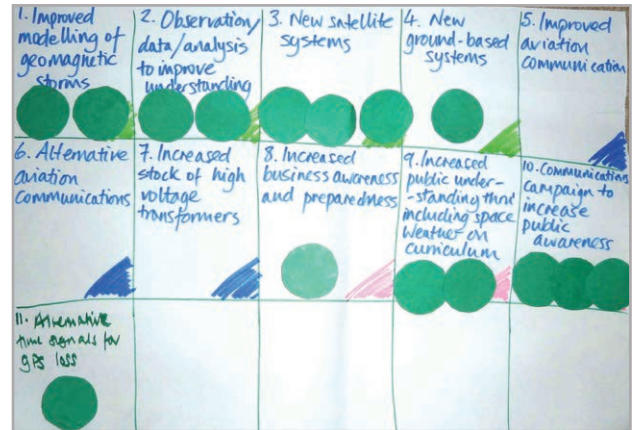 1. Improved
modelling of
geomagnetic
storms
2. Observation/
data/analysis
to improve
understanding
3. New satellite
systems
4. New
ground-based
systems
5. Improved
aviation
communication
6. Alternative
aviation
communications
7. Increased
stock of high
voltage
transformers
8. Increased
business awareness
and preparedness
9. Increased
public under-
-standing thro'
including space
weather on
curriculum
10. Communications
campaign to
increase
public
awareness
11. Alternative
time signals for
gps loss